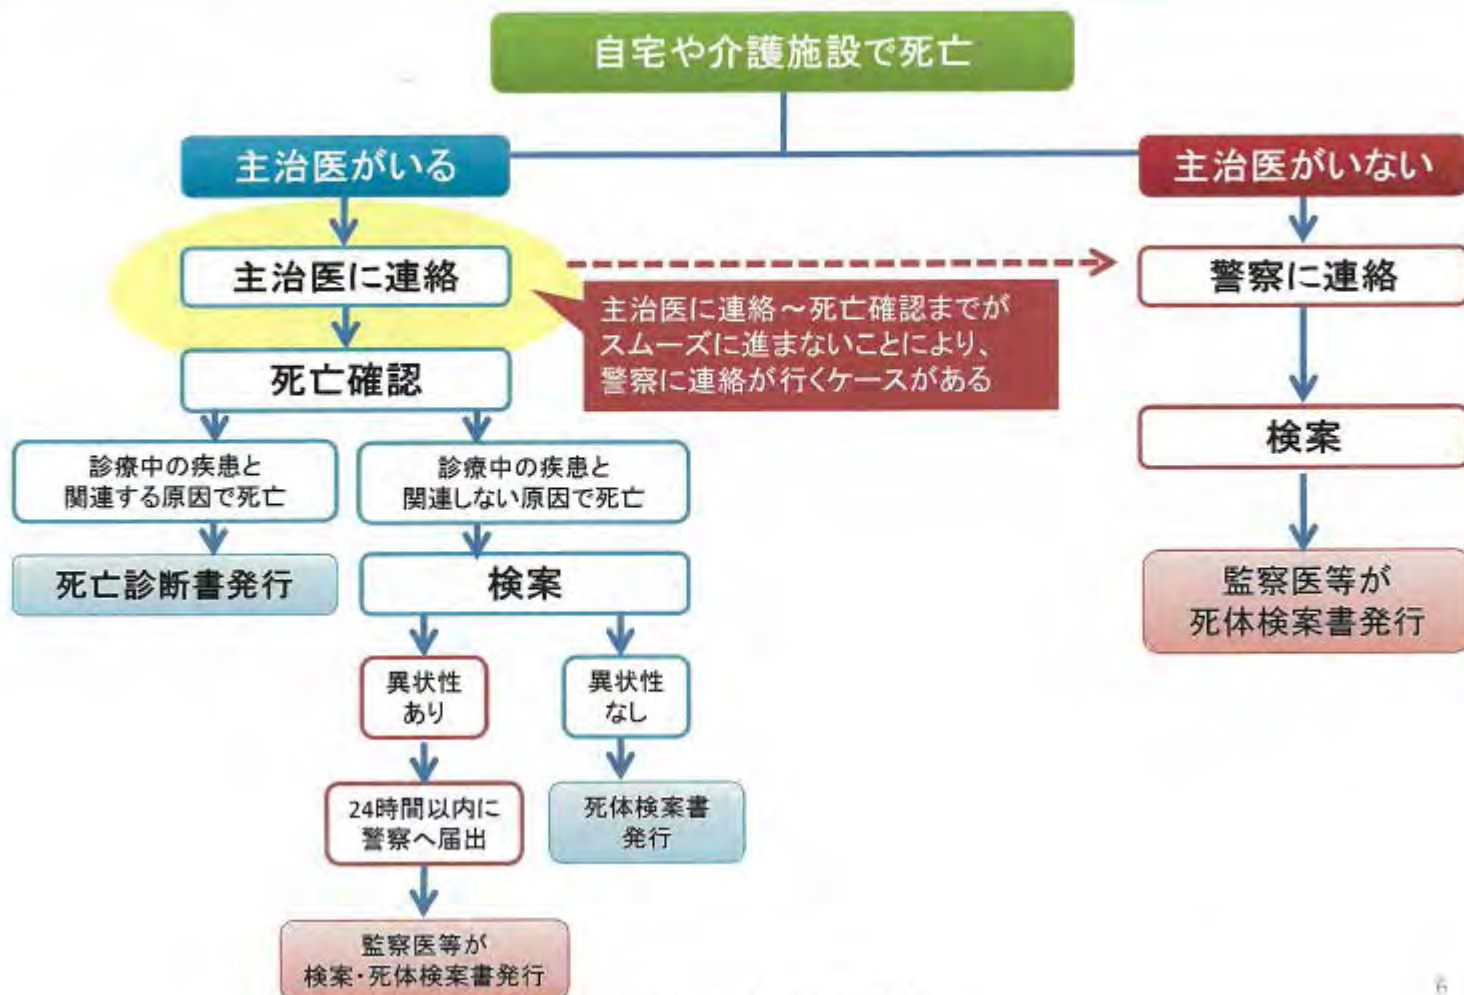 自宅や介護施設で死亡
主治医がいる
主治医がいない
主治医に連絡
警察に連絡
主治医に連絡～死亡確認までが
スムーズに進まないことにより、
警察に連絡が行くケースがある
死亡確認
検案
診療中の疾患と
関連する原因で死亡
診療中の疾患と
関連しない原因で死亡
死亡診断書発行
検案
監察医等が
死体検案書発行
異状性
あり
異状性
なし
24時間以内に
警察へ届出
死体検案書
発行
監察医等が
検案・死体検案書発行
6